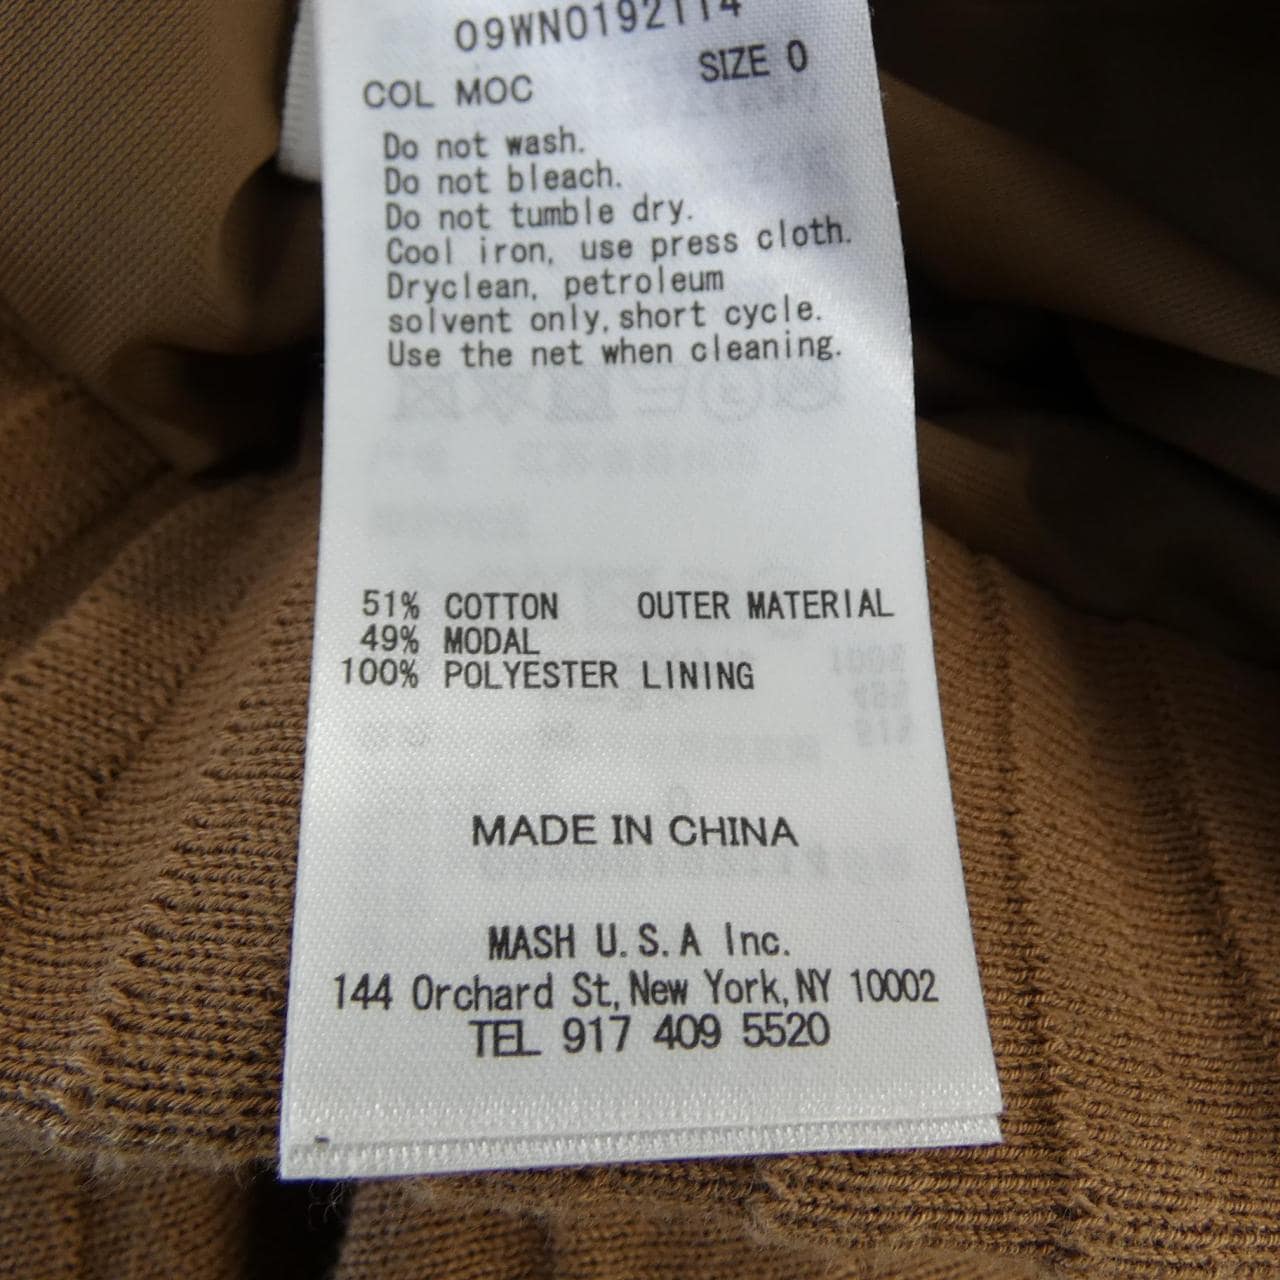 09WNO192114
COL MOC SIZE 0
Do not wash.
Do not bleach.
Do not tumble dry.
Cool iron, use press cloth.
Dryclean, petroleum
solvent only, short cycle.
Use the net when cleaning.
51% COTTON OUTER MATERIAL
49% MODAL
100% POLYESTER LINING
MADE IN CHINA
MASH U.S.A Inc.
144 Orchard St, New York, NY 10002
TEL 917 409 5520